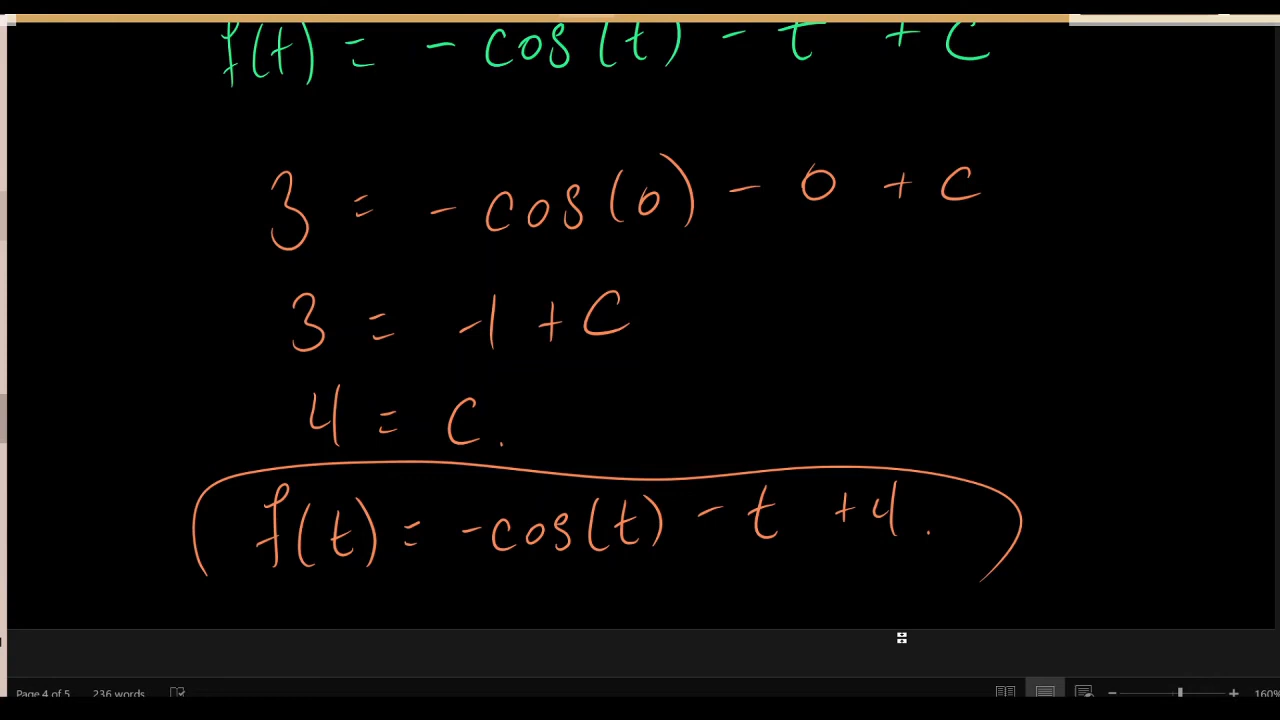 f(t) = - cos(t) - t + C
3 = - cos(0) - 0 + C
3 = -1 + C
4 = C.
f(t) = -cos(t) - t + 4.
Page 4 of 5 236 words 160%